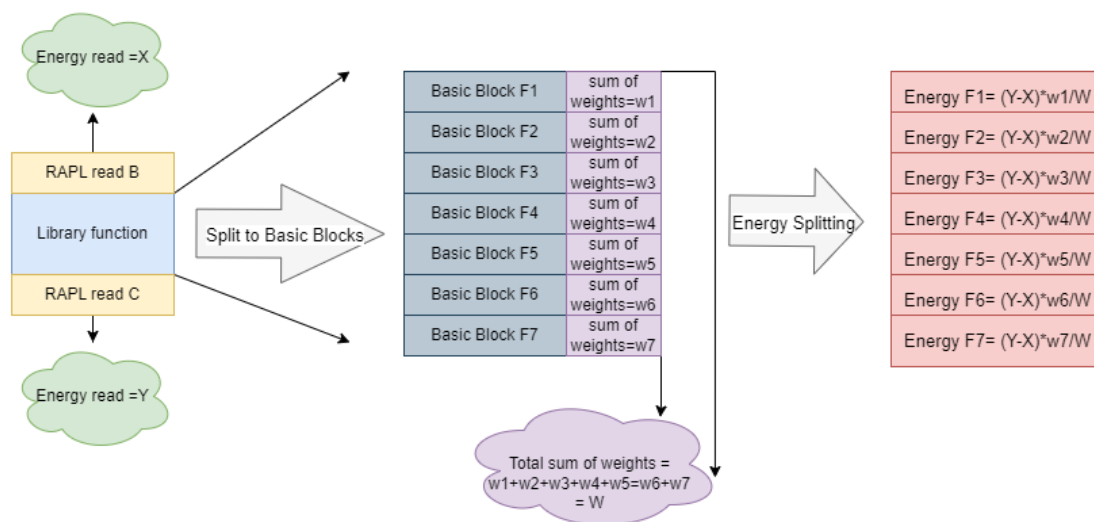 Energy read =X
RAPL read B
Library function
RAPL read C
Energy read =Y
Split to Basic Blocks
Basic Block F1
sum of
weights=w1
Basic Block F2
sum of
weights=w2
Basic Block F3
sum of
weights=w3
Basic Block F4
sum of
weights=w4
Basic Block F5
sum of
weights=w5
Basic Block F6
sum of
weights=w6
Basic Block F7
sum of
weights=w7
Total sum of weights =
w1+w2+w3+w4+w5=w6+w7
= W
Energy Splitting
Energy F1= (Y-X)*w1/W
Energy F2= (Y-X)*w2/W
Energy F3= (Y-X)*w3/W
Energy F4= (Y-X)*w4/W
Energy F5= (Y-X)*w5/W
Energy F6= (Y-X)*w6/W
Energy F7= (Y-X)*w7/W